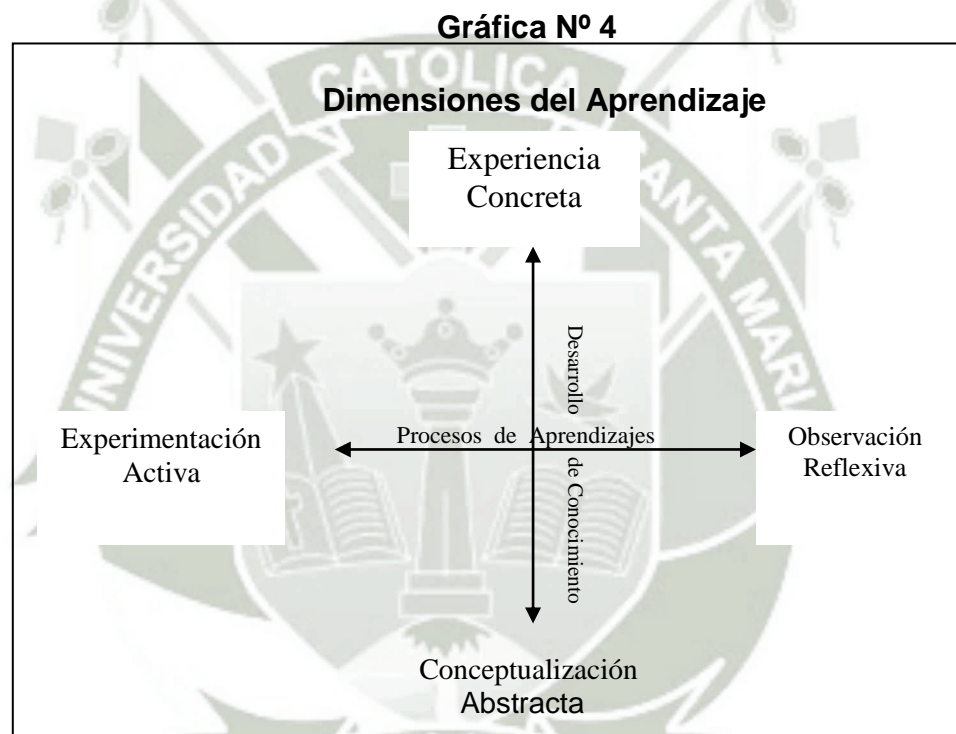 Gráfica Nº 4
CATOLICA
Dimensiones del Aprendizaje
UNIVERSIDAD
SANTA MARI
Experiencia
Concreta
Desarrollo
Procesos de Aprendizajes
de Conocimiento
Experimentación
Activa
Observación
Reflexiva
Conceptualización
Abstracta